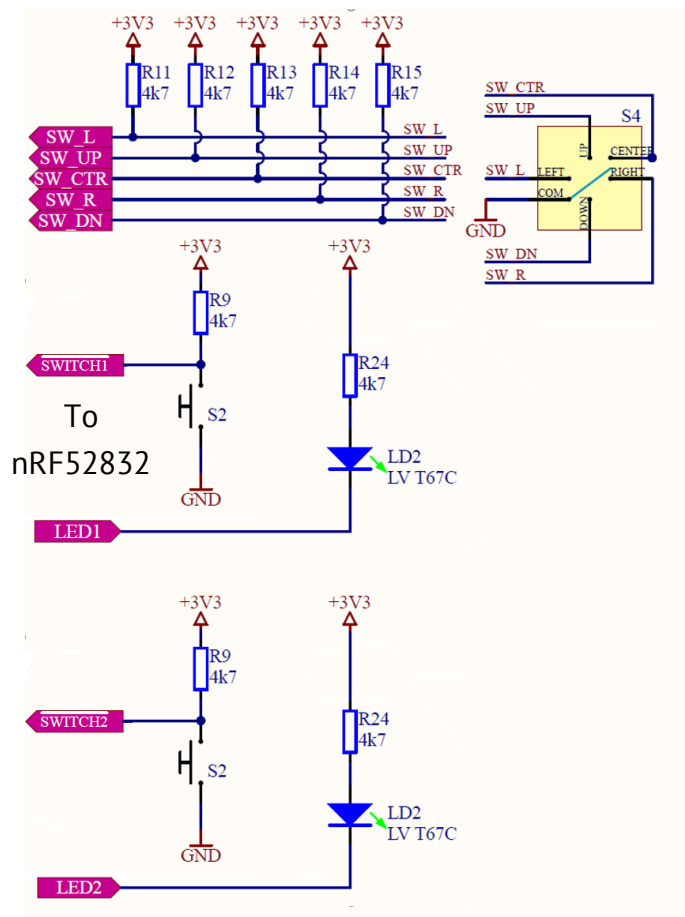 +3V3 +3V3 +3V3 +3V3 +3V3
R11 R12 R13 R14 R15
4k7 4k7 4k7 4k7 4k7
SW_L SW_L
SW_UP SW_UP
SW_CTR SW_CTR
SW_R SW_R
SW_DN SW_DN
SW_CTR
SW_UP
S4
UP
CENTER
SW_L LEFT RIGHT
COM
DOWN
GND
SW_DN
SW_R
+3V3 +3V3
R9
4k7
R24
4k7
SWITCH1
S2
To
nRF52832
LD2
LV T67C
GND
LED1
+3V3 +3V3
R9
4k7
R24
4k7
SWITCH2
S2
LD2
LV T67C
GND
LED2